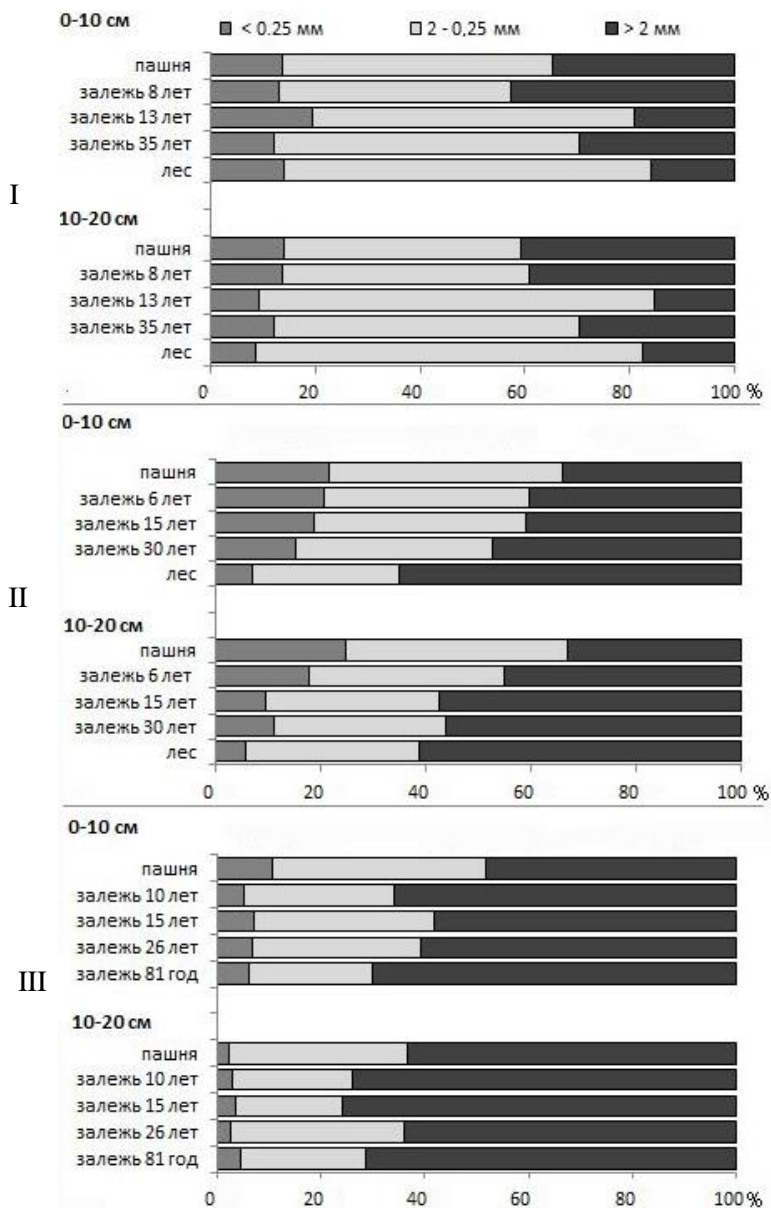 0-10 см
< 0.25 мм 2 - 0,25 мм > 2 мм
пашня
залежь 8 лет
залежь 13 лет
залежь 35 лет
лес
I
10-20 см
пашня
залежь 8 лет
залежь 13 лет
залежь 35 лет
лес
0 20 40 60 80 100 %
0-10 см
пашня
залежь 6 лет
залежь 15 лет
залежь 30 лет
лес
II
10-20 см
пашня
залежь 6 лет
залежь 15 лет
залежь 30 лет
лес
0 20 40 60 80 100 %
0-10 см
пашня
залежь 10 лет
залежь 15 лет
залежь 26 лет
залежь 81 год
III
10-20 см
пашня
залежь 10 лет
залежь 15 лет
залежь 26 лет
залежь 81 год
0 20 40 60 80 100 %